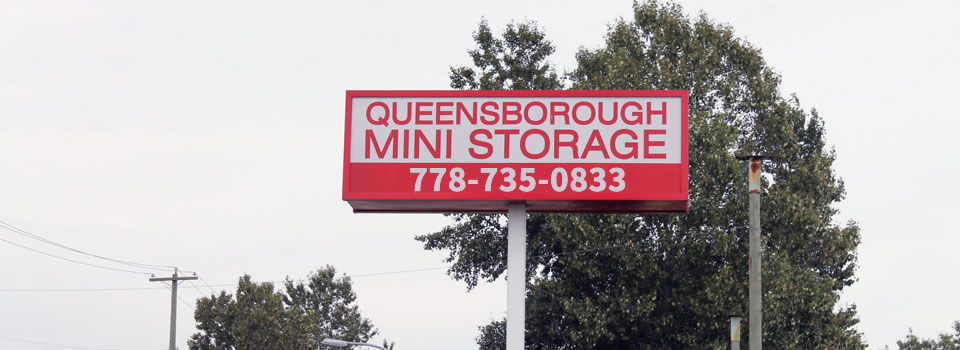 QUEENSBOROUGH
MINI STORAGE
778-735-0833